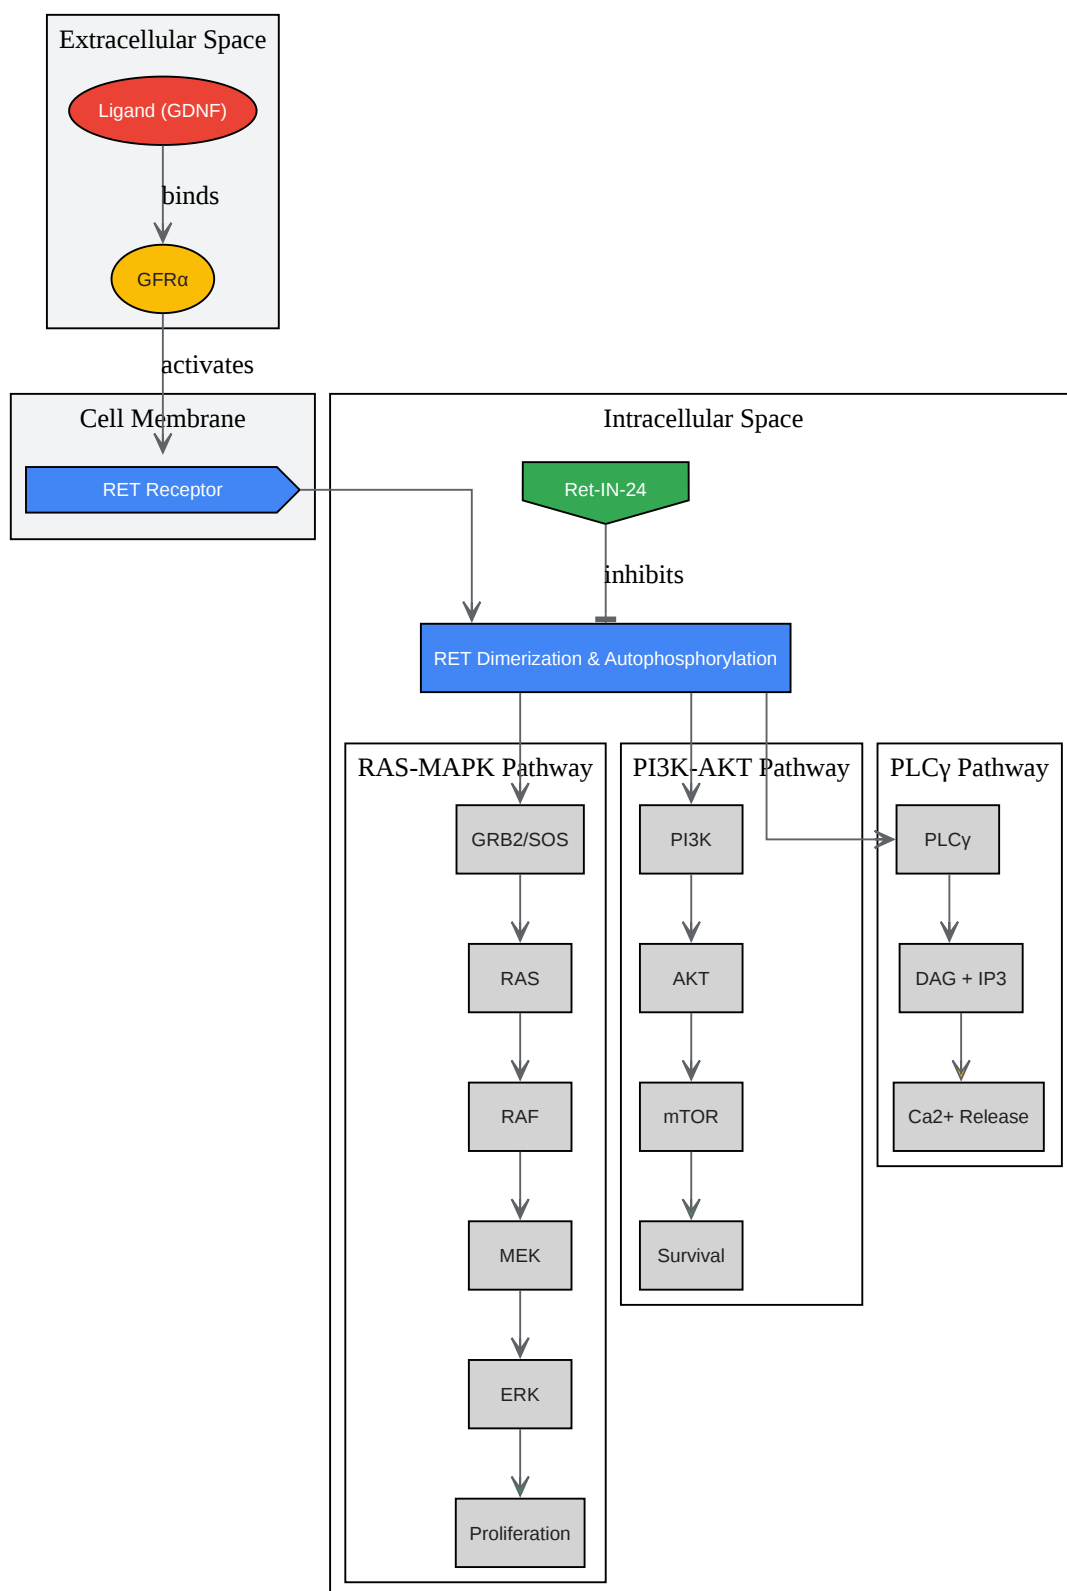 Extracellular Space
Ligand (GDNF)
binds
GFRα
activates
Cell Membrane
RET Receptor
Intracellular Space
Ret-IN-24
inhibits
RET Dimerization & Autophosphorylation
RAS-MAPK Pathway
GRB2/SOS
RAS
RAF
MEK
ERK
Proliferation
PI3K-AKT Pathway
PI3K
AKT
mTOR
Survival
PLCγ Pathway
PLCγ
DAG + IP3
Ca2+ Release